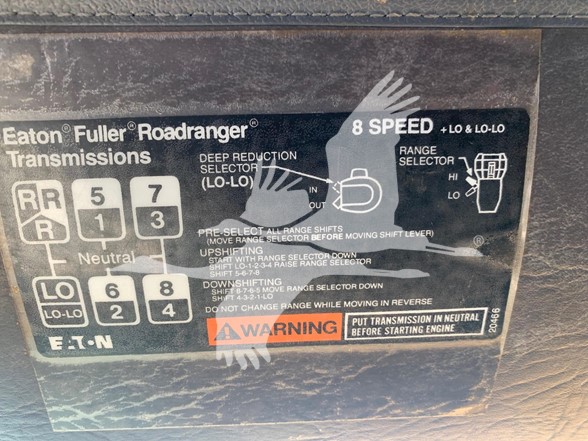 Eaton® Fuller® Roadranger®
Transmissions
8 SPEED + LO & LO-LO
DEEP REDUCTION
SELECTOR
(LO-LO)
IN
OUT
RANGE
SELECTOR
HI
LO
R R 5 7
R 1 3
Neutral
LO 6 8
LO-LO 2 4
PRE-SELECT ALL RANGE SHIFTS
(MOVE RANGE SELECTOR BEFORE MOVING SHIFT LEVER)
UPSHIFTING
START WITH RANGE SELECTOR DOWN
SHIFT LO-1-2-3-4 RAISE RANGE SELECTOR
SHIFT 5-6-7-8
DOWNSHIFTING
SHIFT 8-7-6-5 MOVE RANGE SELECTOR DOWN
SHIFT 4-3-2-1-LO
DO NOT CHANGE RANGE WHILE MOVING IN REVERSE
WARNING
PUT TRANSMISSION IN NEUTRAL
BEFORE STARTING ENGINE
EATON
20466
®